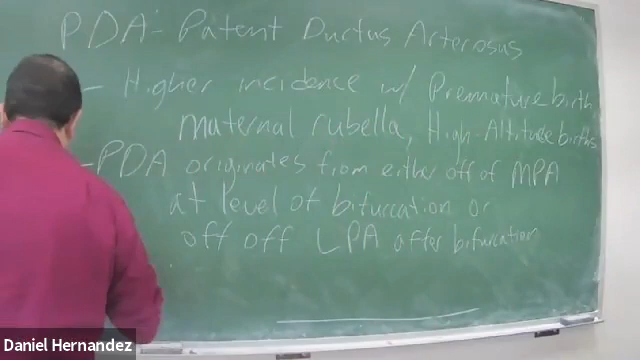 PDA - Patent Ductus Arterosus
- Higher incidence w/ Premature birth
maternal rubella, High-Altitude births
- PDA originates from either off of MPA
at level of bifurcation or
off off LPA after bifurcation
Daniel Hernandez